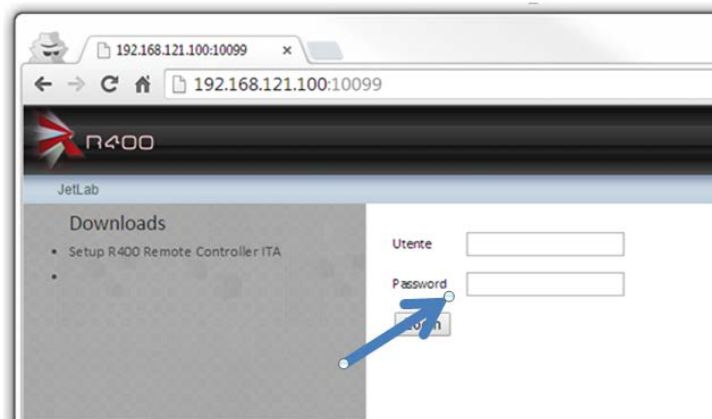 192.168.121.100:10099
192.168.121.100:10099
R400
JetLab
Downloads
Setup R400 Remote Controller ITA
Utente
Password
Login